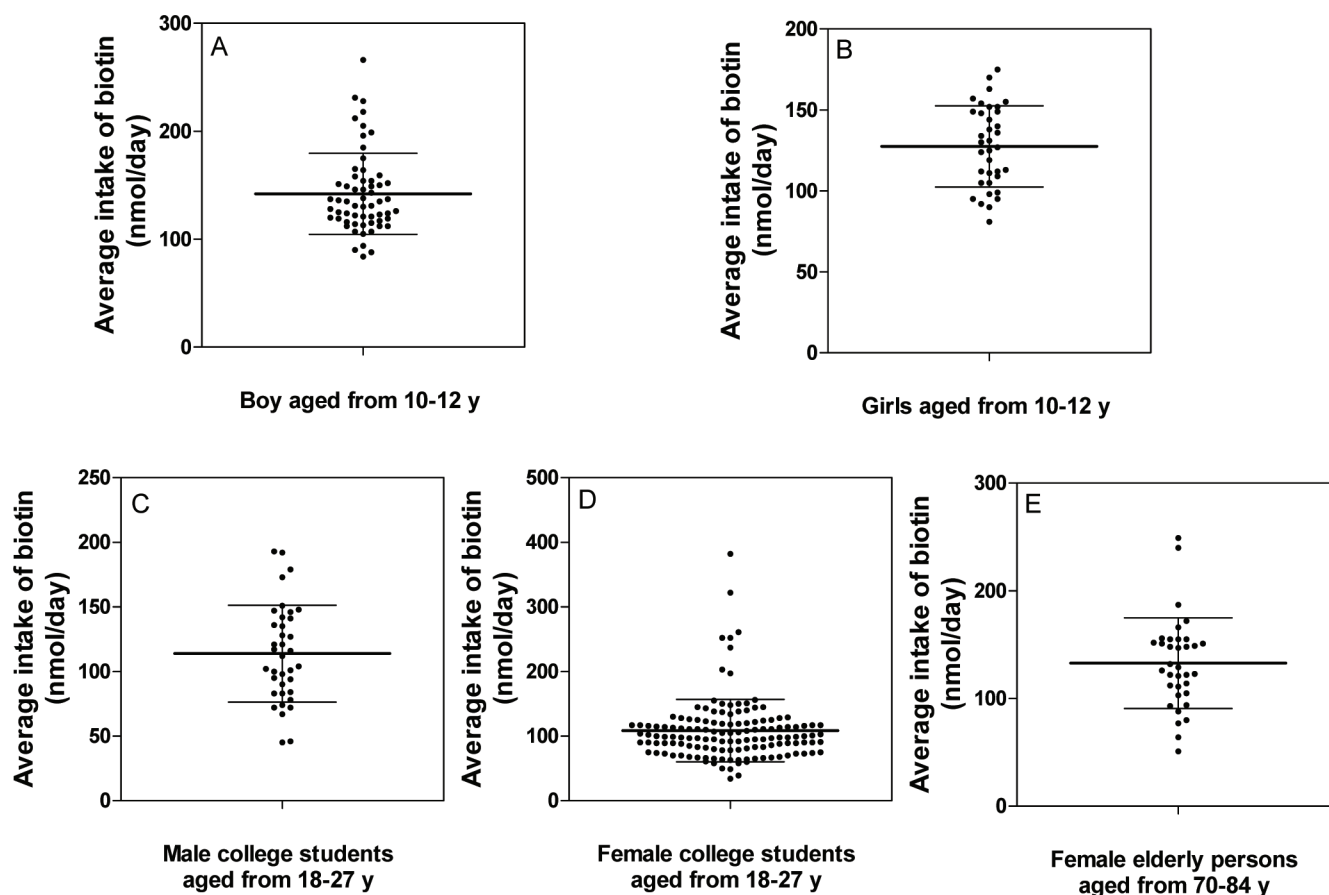 A
Average intake of biotin
(nmol/day)
300
200
100
0
Boy aged from 10-12 y
B
Average intake of biotin
(nmol/day)
200
150
100
50
0
Girls aged from 10-12 y
C
Average intake of biotin
(nmol/day)
250
200
150
100
50
0
Male college students
aged from 18-27 y
D
Average intake of biotin
(nmol/day)
500
400
300
200
100
0
Female college students
aged from 18-27 y
E
Average intake of biotin
(nmol/day)
300
200
100
0
Female elderly persons
aged from 70-84 y